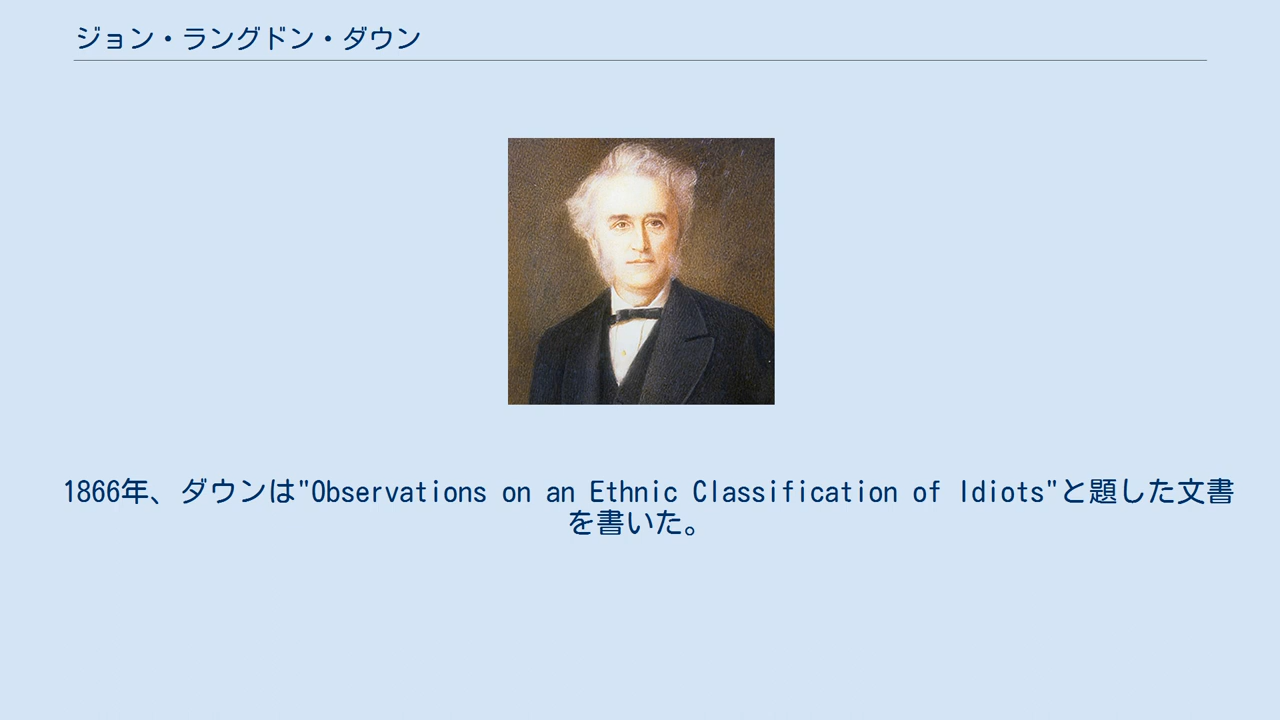 ジョン・ラングドン・ダウン
1866年、ダウンは"Observations on an Ethnic Classification of Idiots"と題した文書
を書いた。